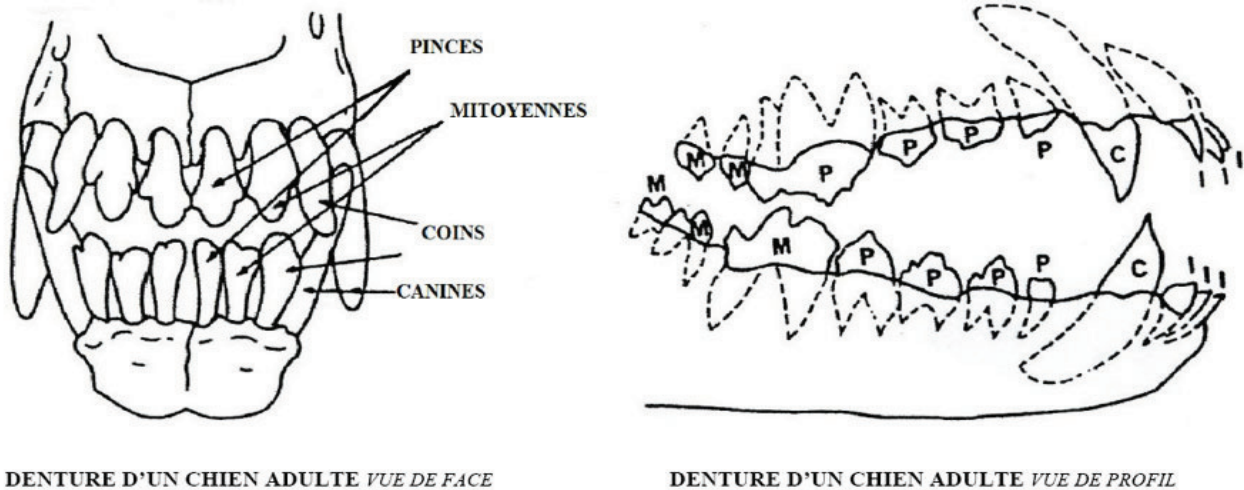 PINCES
MITOYENNES
COINS
CANINES
M M P P P P C I I I
M M M P P P P C I I I
DENTURE D'UN CHIEN ADULTE VUE DE FACE
DENTURE D'UN CHIEN ADULTE VUE DE PROFIL